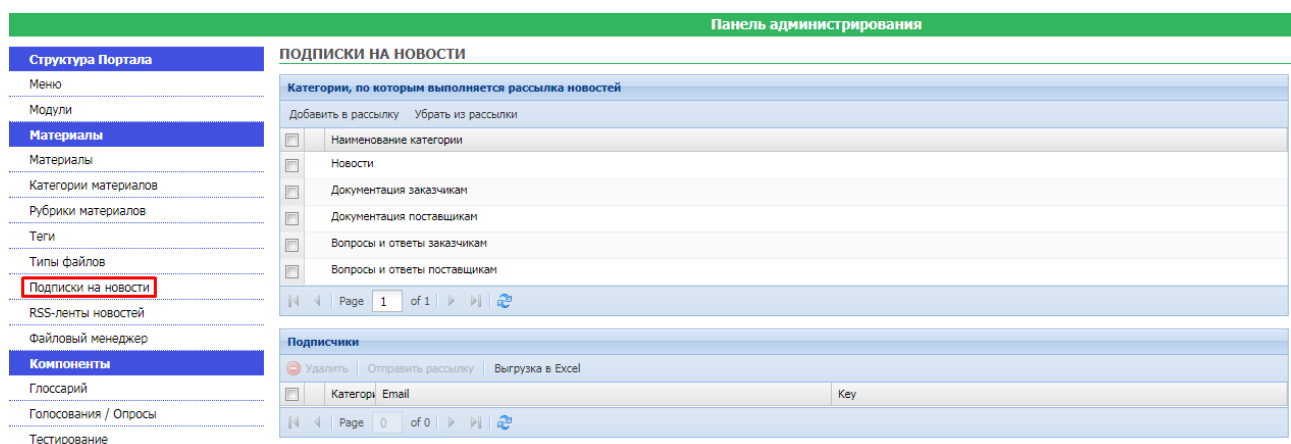 Панель администрирования
Структура Портала
Меню
Модули
Материалы
Материалы
Категории материалов
Рубрики материалов
Теги
Типы файлов
Подписки на новости
RSS-ленты новостей
Файловый менеджер
Компоненты
Глоссарий
Голосования / Опросы
Тестирование
ПОДПИСКИ НА НОВОСТИ
Категории, по которым выполняется рассылка новостей
Добавить в рассылку Убрать из рассылки
Наименование категории
Новости
Документация заказчикам
Документация поставщикам
Вопросы и ответы заказчикам
Вопросы и ответы поставщикам
Page 1 of 1
Подписчики
Удалить Отправить рассылку Выгрузка в Excel
Категори Email Key
Page 0 of 0